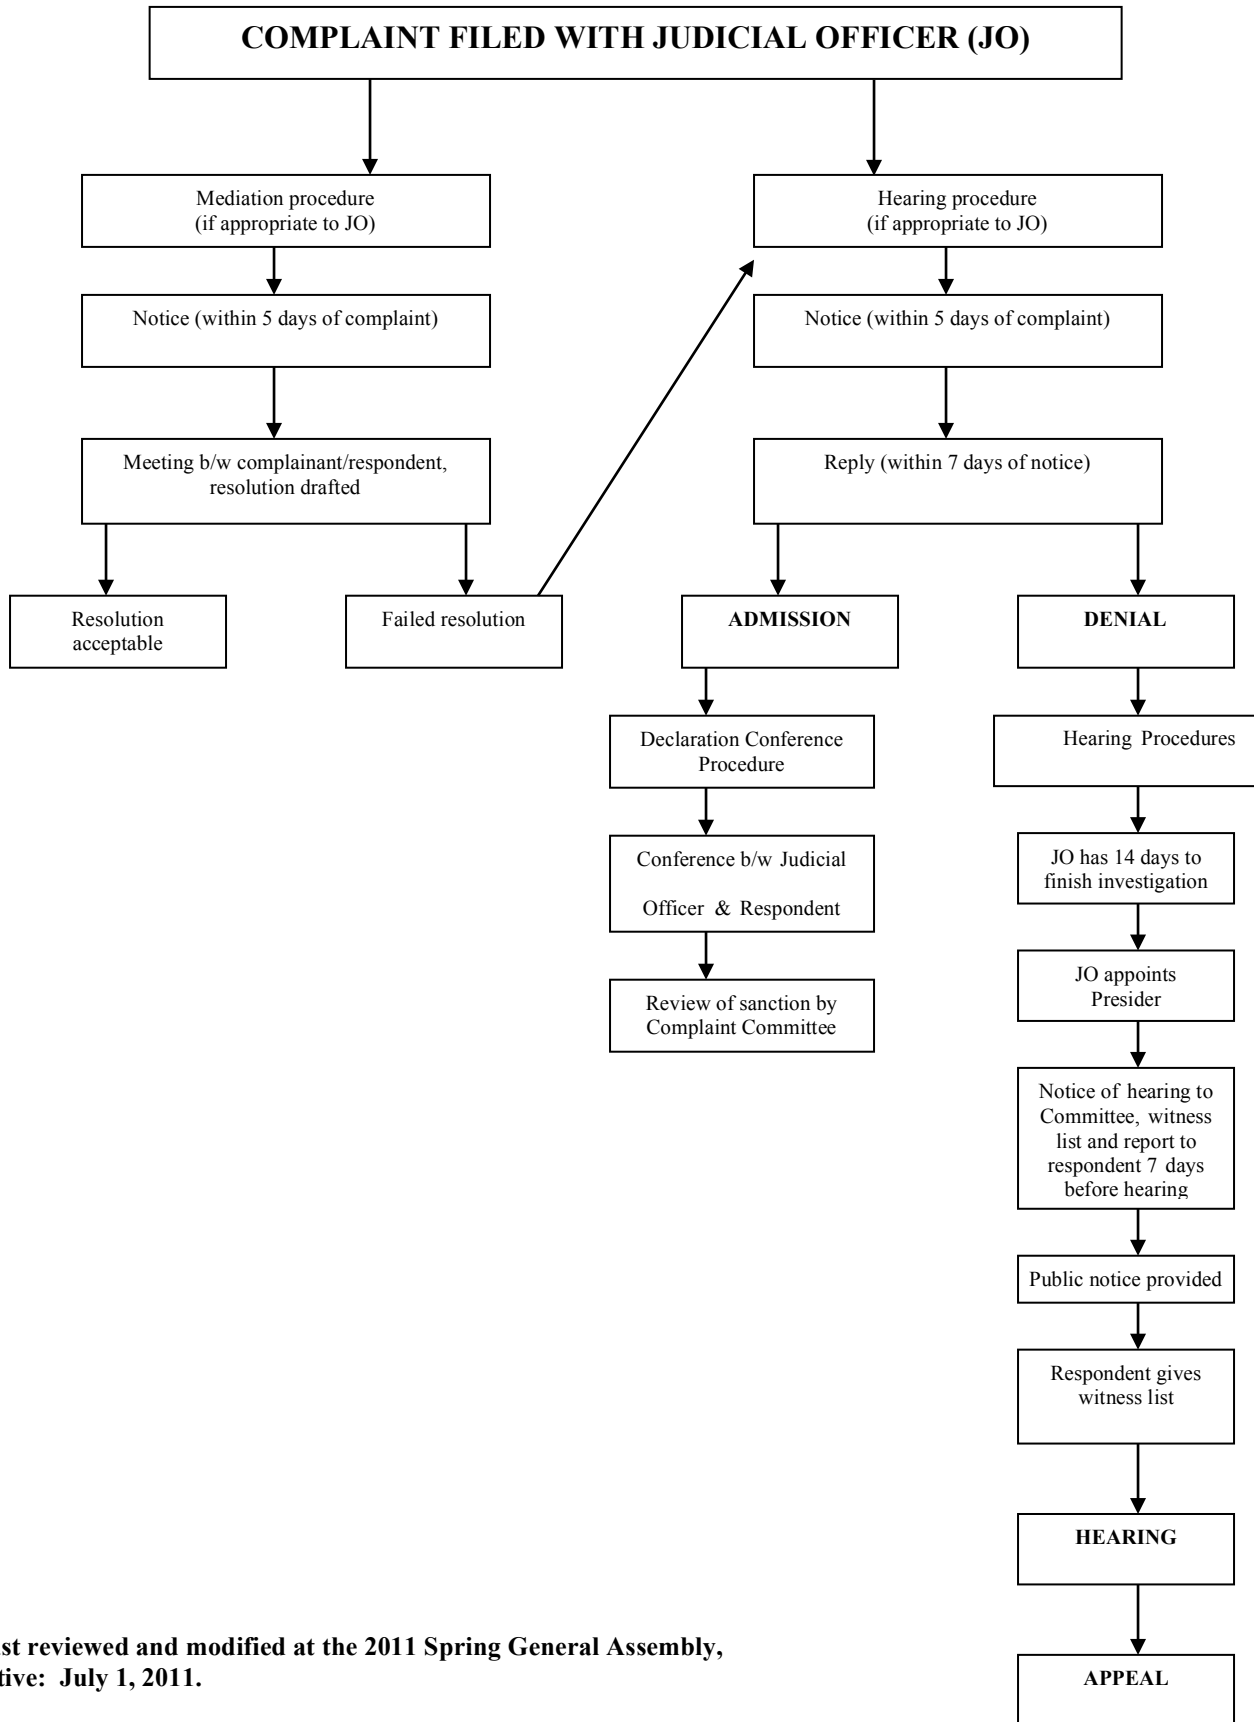 COMPLAINT FILED WITH JUDICIAL OFFICER (JO)
Mediation procedure
(if appropriate to JO)
Hearing procedure
(if appropriate to JO)
Notice (within 5 days of complaint)
Notice (within 5 days of complaint)
Meeting b/w complainant/respondent,
resolution drafted
Reply (within 7 days of notice)
Resolution
acceptable
Failed resolution
ADMISSION
DENIAL
Declaration Conference
Procedure
Hearing Procedures
Conference b/w Judicial
Officer & Respondent
JO has 14 days to
finish investigation
Review of sanction by
Complaint Committee
JO appoints
Presider
Notice of hearing to
Committee, witness
list and report to
respondent 7 days
before hearing
Public notice provided
Respondent gives
witness list
HEARING
st reviewed and modified at the 2011 Spring General Assembly,
tive: July 1, 2011.
APPEAL